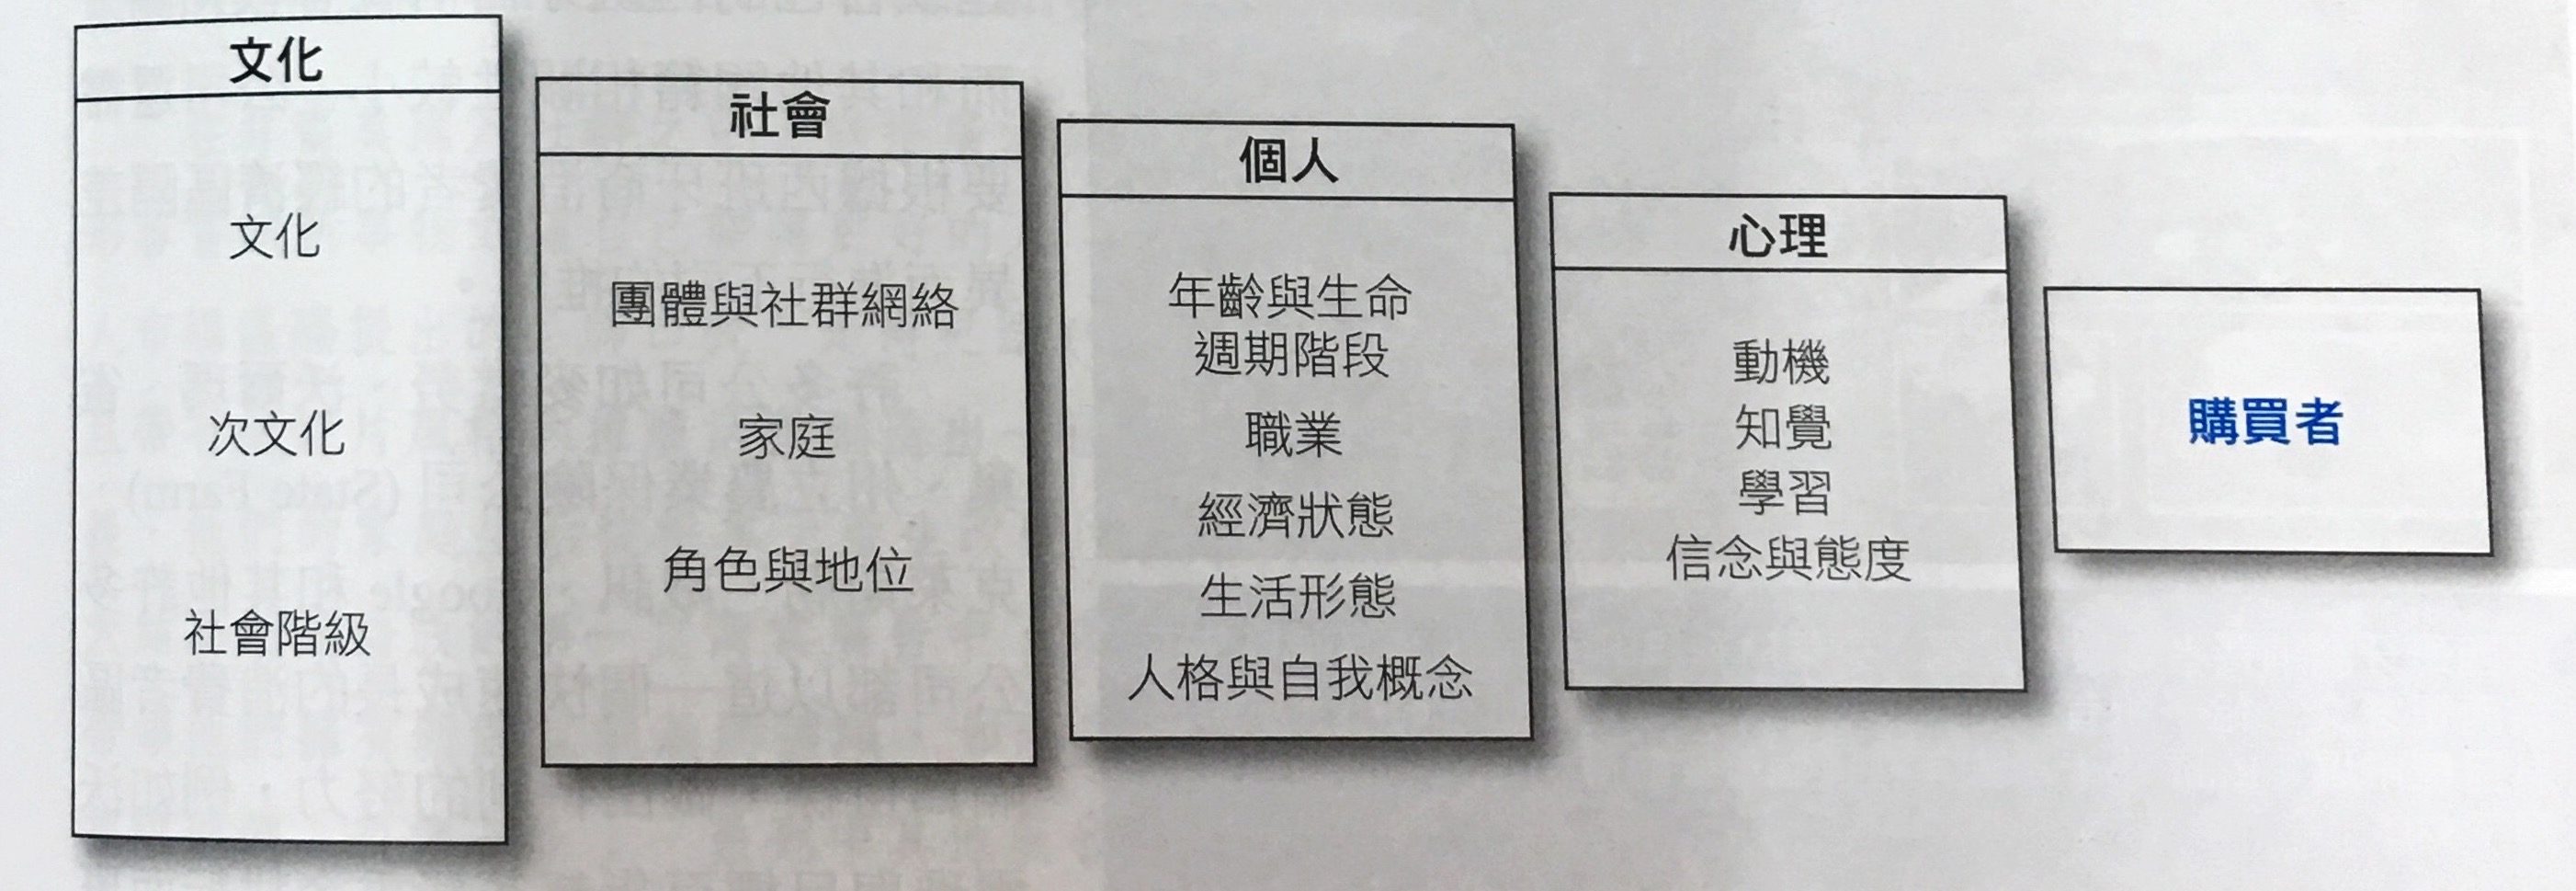 文化
文化
次文化
社會階級
社會
團體與社群網絡
家庭
角色與地位
個人
年齡與生命
週期階段
職業
經濟狀態
生活形態
人格與自我概念
心理
動機
知覺
學習
信念與態度
購買者